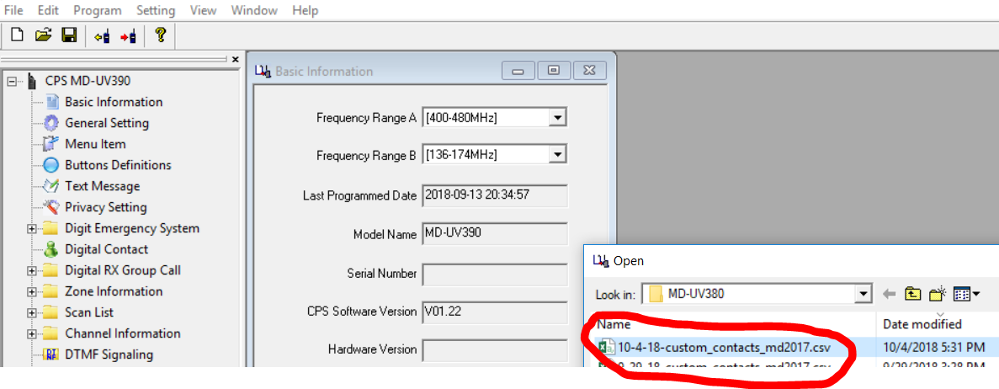 File Edit Program Setting View Window Help
CPS MD-UV390
Basic Information
General Setting
Menu Item
Buttons Definitions
Text Message
Privacy Setting
Digit Emergency System
Digital Contact
Digital RX Group Call
Zone Information
Scan List
Channel Information
DTMF Signaling
Basic Information
Frequency Range A [400-480MHz]
Frequency Range B [136-174MHz]
Last Programmed Date 2018-09-13 20:34:57
Model Name MD-UV390
Serial Number
CPS Software Version V01.22
Hardware Version
Open
Look in: MD-UV380
Name Date modified
10-4-18-custom_contacts_md2017.csv 10/4/2018 5:31 PM
9-29-18-custom_contacts_md2017.csv 9/29/2018 3:28 PM